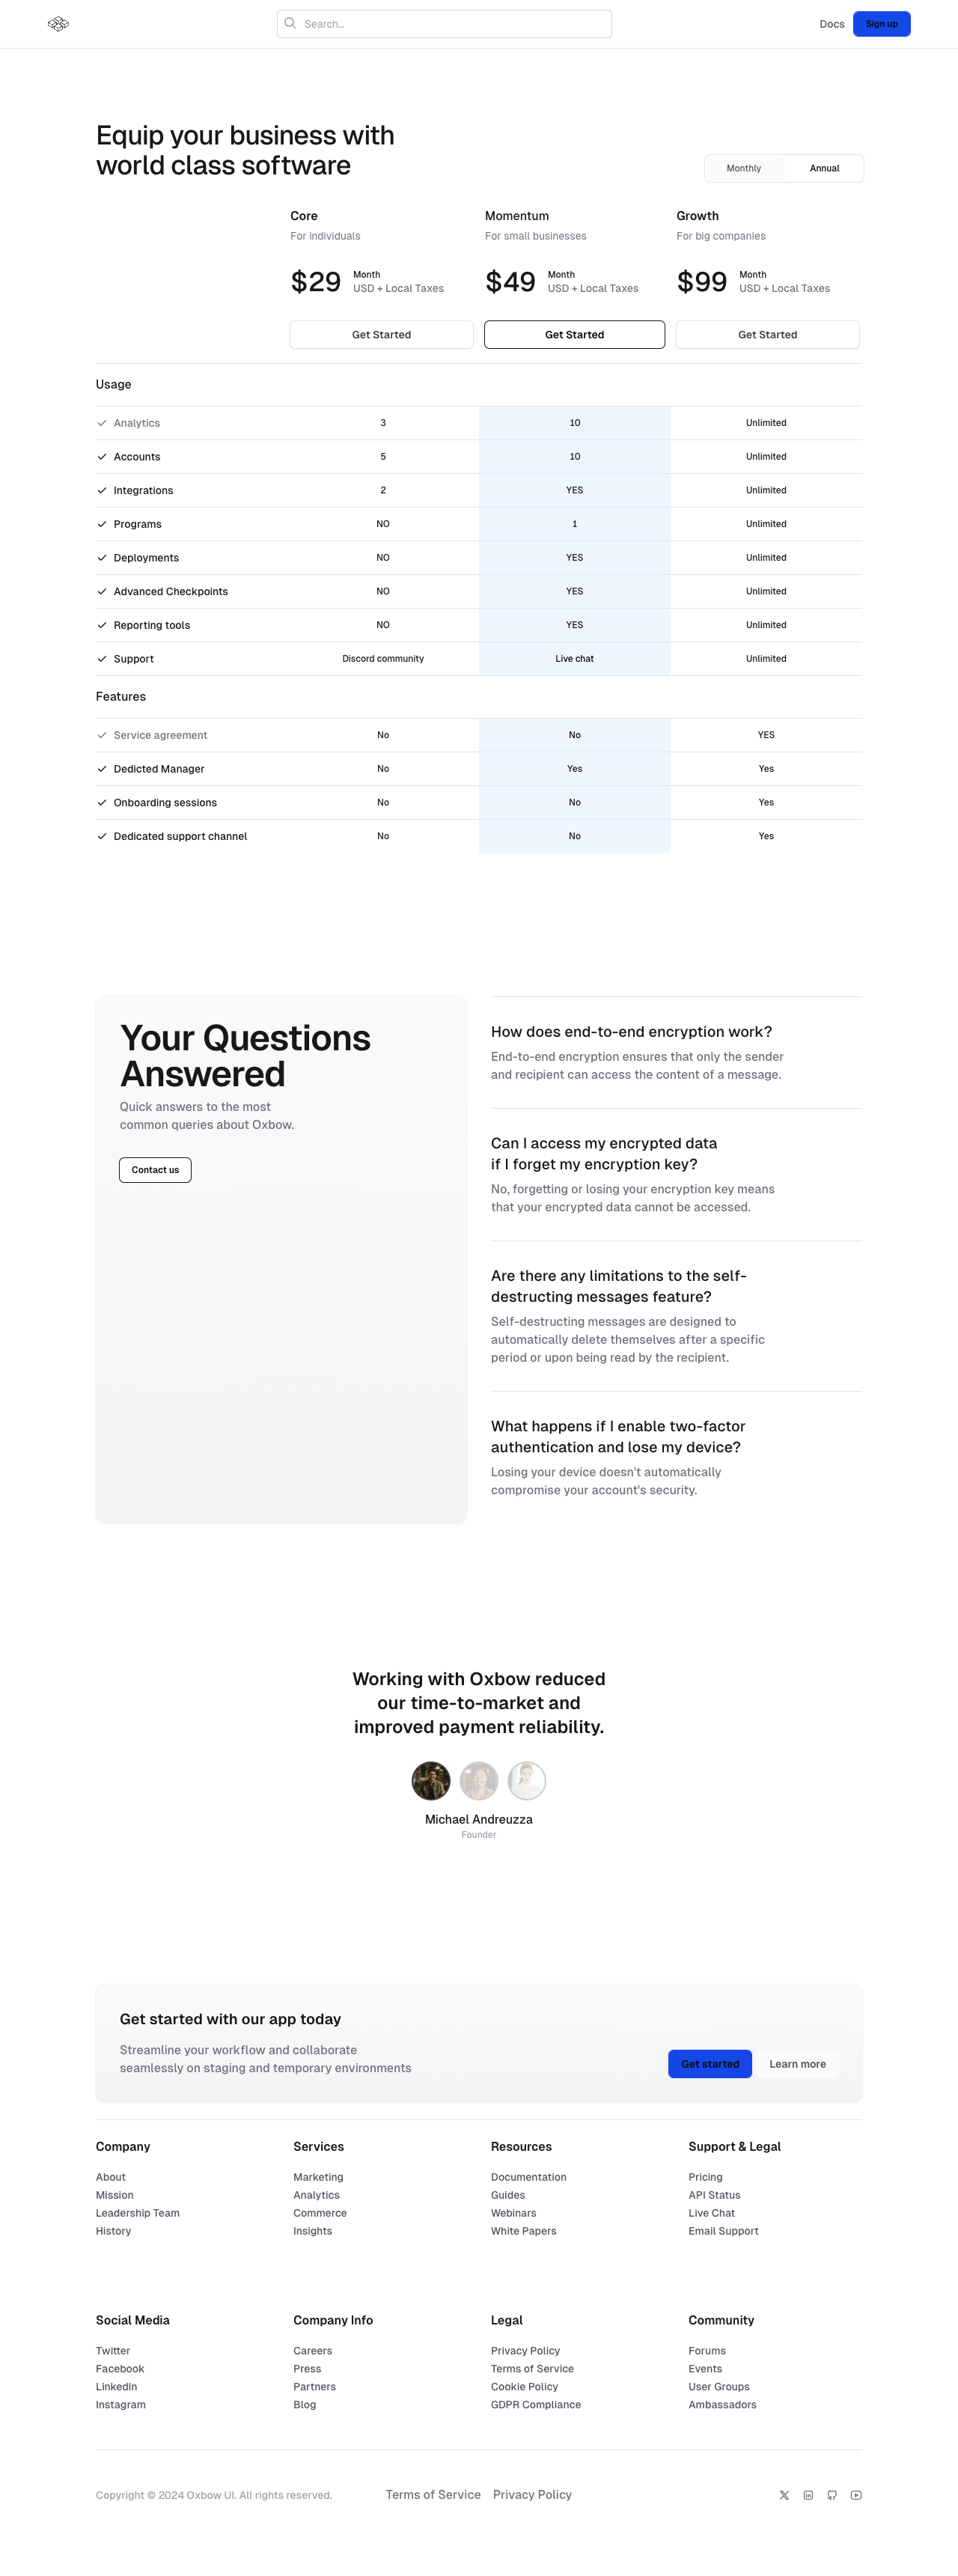 Search...
Docs
Sign up
Equip your business with
world class software
Monthly
Annual
Core
For individuals
$29
Month
USD + Local Taxes
Get Started
Momentum
For small businesses
$49
Month
USD + Local Taxes
Get Started
Growth
For big companies
$99
Month
USD + Local Taxes
Get Started
Usage
Analytics 3 10 Unlimited
Accounts 5 10 Unlimited
Integrations 2 YES Unlimited
Programs NO 1 Unlimited
Deployments NO YES Unlimited
Advanced Checkpoints NO YES Unlimited
Reporting tools NO YES Unlimited
Support Discord community Live chat Unlimited
Features
Service agreement No No YES
Dedicted Manager No Yes Yes
Onboarding sessions No No Yes
Dedicated support channel No No Yes
Your Questions
Answered
Quick answers to the most
common queries about Oxbow.
Contact us
How does end-to-end encryption work?
End-to-end encryption ensures that only the sender
and recipient can access the content of a message.
Can I access my encrypted data
if I forget my encryption key?
No, forgetting or losing your encryption key means
that your encrypted data cannot be accessed.
Are there any limitations to the self-
destructing messages feature?
Self-destructing messages are designed to
automatically delete themselves after a specific
period or upon being read by the recipient.
What happens if I enable two-factor
authentication and lose my device?
Losing your device doesn't automatically
compromise your account's security.
Working with Oxbow reduced
our time-to-market and
improved payment reliability.
Michael Andreuzza
Founder
Get started with our app today
Streamline your workflow and collaborate
seamlessly on staging and temporary environments
Get started
Learn more
Company
About
Mission
Leadership Team
History
Services
Marketing
Analytics
Commerce
Insights
Resources
Documentation
Guides
Webinars
White Papers
Support & Legal
Pricing
API Status
Live Chat
Email Support
Social Media
Twitter
Facebook
LinkedIn
Instagram
Company Info
Careers
Press
Partners
Blog
Legal
Privacy Policy
Terms of Service
Cookie Policy
GDPR Compliance
Community
Forums
Events
User Groups
Ambassadors
Copyright © 2024 Oxbow UI. All rights reserved.
Terms of Service
Privacy Policy